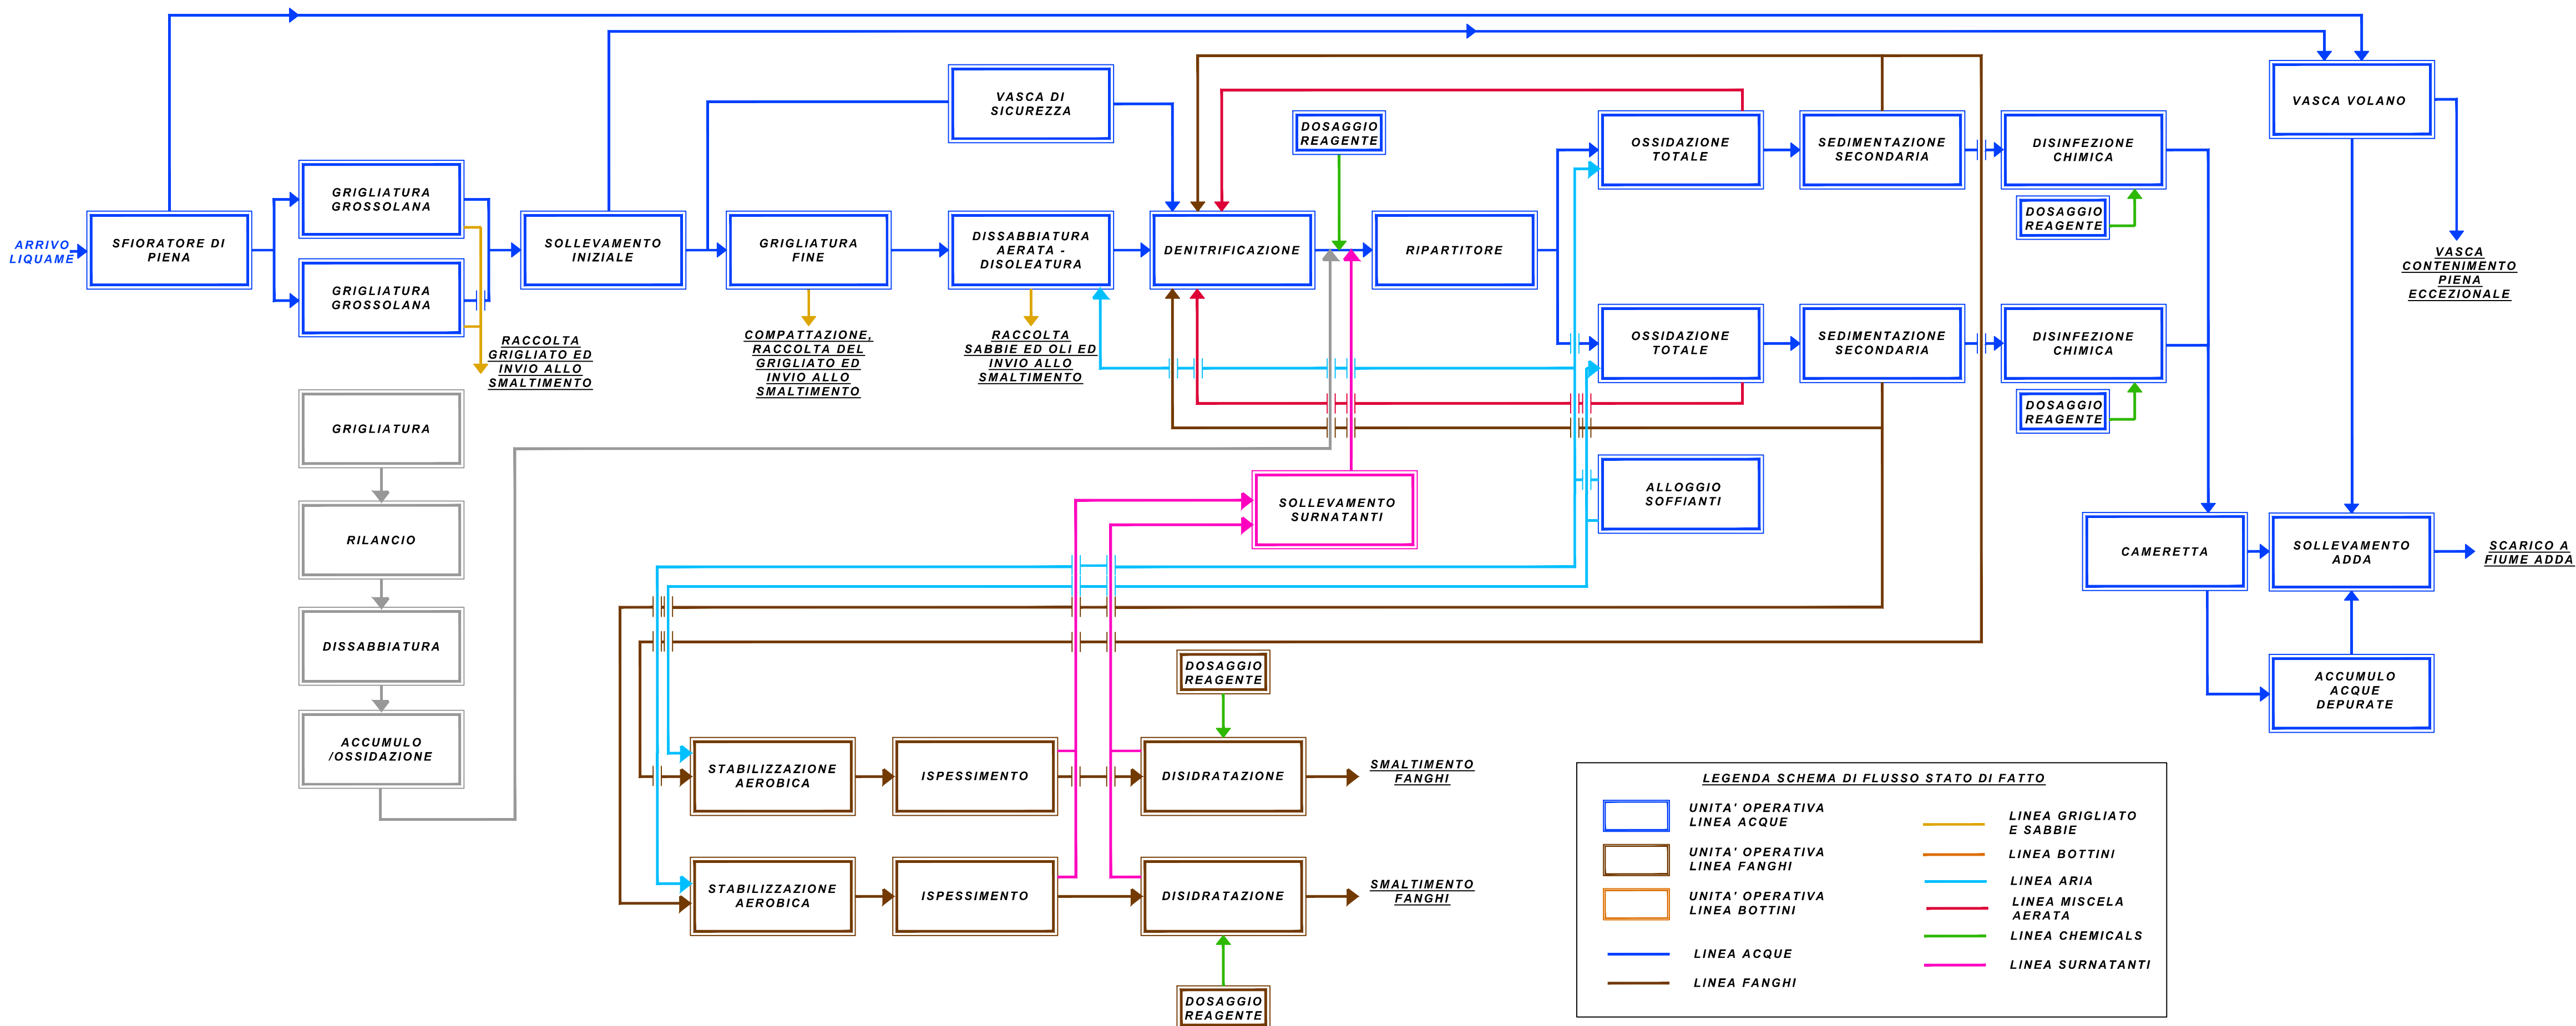 VASCA DI
SICUREZZA
VASCA VOLANO
DOSAGGIO
REAGENTE
OSSIDAZIONE
TOTALE
SEDIMENTAZIONE
SECONDARIA
DISINFEZIONE
CHIMICA
GRIGLIATURA
GROSSOLANA
DOSAGGIO
REAGENTE
ARRIVO
LIQUAME
SFIORATORE DI
PIENA
SOLLEVAMENTO
INIZIALE
GRIGLIATURA
FINE
DISSABBIATURA
AERATA -
DISOLEATURA
DENITRIFICAZIONE
RIPARTITORE
VASCA
CONTENIMENTO
PIENA
ECCEZIONALE
GRIGLIATURA
GROSSOLANA
RACCOLTA
GRIGLIATO ED
INVIO ALLO
SMALTIMENTO
COMPATTAZIONE,
RACCOLTA DEL
GRIGLIATO ED
INVIO ALLO
SMALTIMENTO
RACCOLTA
SABBIE ED OLI ED
INVIO ALLO
SMALTIMENTO
OSSIDAZIONE
TOTALE
SEDIMENTAZIONE
SECONDARIA
DISINFEZIONE
CHIMICA
DOSAGGIO
REAGENTE
GRIGLIATURA
SOLLEVAMENTO
SURNATANTI
ALLOGGIO
SOFFIANTI
RILANCIO
CAMERETTA
SOLLEVAMENTO
ADDA
SCARICO A
FIUME ADDA
DISSABBIATURA
DOSAGGIO
REAGENTE
ACCUMULO
ACQUE
DEPURATE
ACCUMULO
/OSSIDAZIONE
STABILIZZAZIONE
AEROBICA
ISPESSIMENTO
DISIDRATAZIONE
SMALTIMENTO
FANGHI
STABILIZZAZIONE
AEROBICA
ISPESSIMENTO
DISIDRATAZIONE
SMALTIMENTO
FANGHI
DOSAGGIO
REAGENTE
LEGENDA SCHEMA DI FLUSSO STATO DI FATTO
UNITA' OPERATIVA
LINEA ACQUE
UNITA' OPERATIVA
LINEA FANGHI
UNITA' OPERATIVA
LINEA BOTTINI
LINEA ACQUE
LINEA FANGHI
LINEA GRIGLIATO
E SABBIE
LINEA BOTTINI
LINEA ARIA
LINEA MISCELA
AERATA
LINEA CHEMICALS
LINEA SURNATANTI